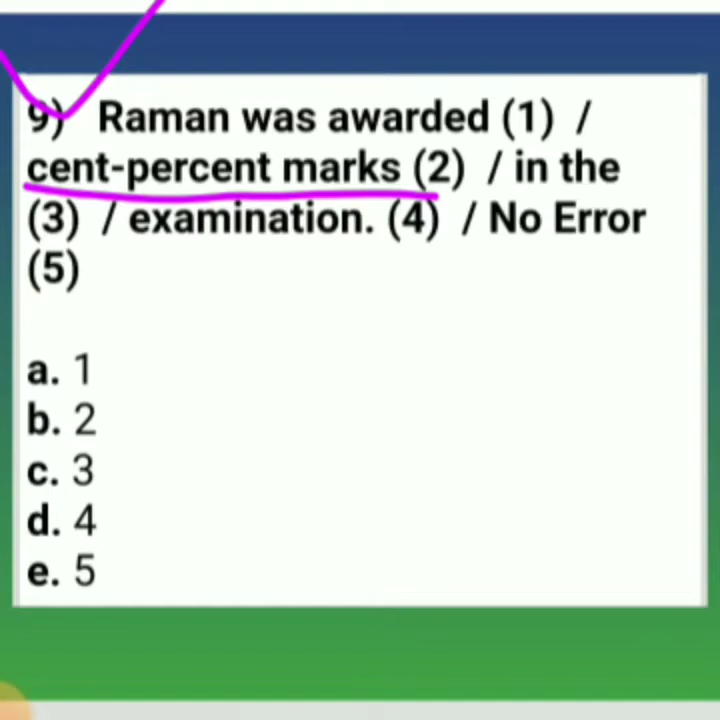 9) Raman was awarded (1) /
cent-percent marks (2) / in the
(3) / examination. (4) / No Error
(5)
a. 1
b. 2
c. 3
d. 4
e. 5